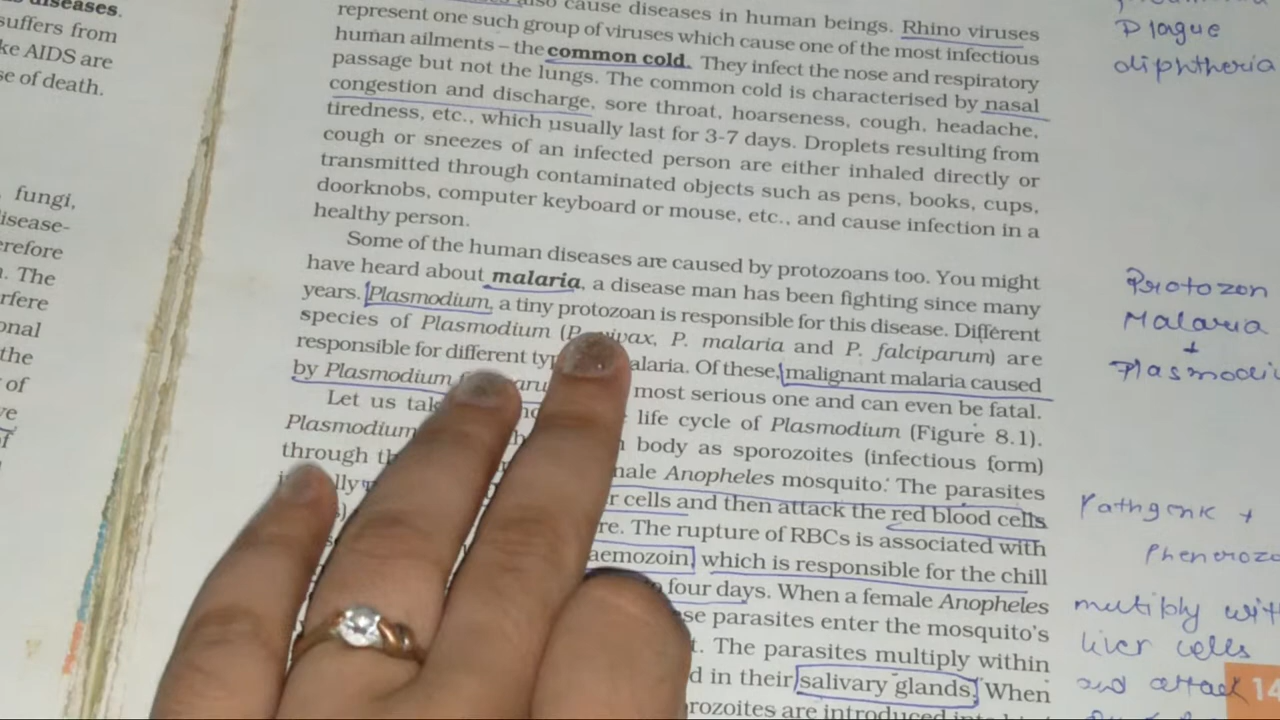 diseases.
suffers from
ke AIDS are
se of death.
fungi,
isease-
erefore
. The
rfere
onal
the
of
ve
f
also cause diseases in human beings. Rhino viruses
represent one such group of viruses which cause one of the most infectious
human ailments – the common cold. They infect the nose and respiratory
passage but not the lungs. The common cold is characterised by nasal
congestion and discharge, sore throat, hoarseness, cough, headache,
tiredness, etc., which usually last for 3-7 days. Droplets resulting from
cough or sneezes of an infected person are either inhaled directly or
transmitted through contaminated objects such as pens, books, cups,
doorknobs, computer keyboard or mouse, etc., and cause infection in a
healthy person.
Some of the human diseases are caused by protozoans too. You might
have heard about malaria, a disease man has been fighting since many
years. Plasmodium, a tiny protozoan is responsible for this disease. Different
species of Plasmodium (P. vivax, P. malaria and P. falciparum) are
responsible for different typ alaria. Of these, malignant malaria caused
by Plasmodium f aru most serious one and can even be fatal.
Let us tak life cycle of Plasmodium (Figure 8.1).
Plasmodium body as sporozoites (infectious form)
through th male Anopheles mosquito. The parasites
lly r cells and then attack the red blood cells
re. The rupture of RBCs is associated with
aemozoin, which is responsible for the chill
four days. When a female Anopheles
se parasites enter the mosquito's
t. The parasites multiply within
d in their salivary glands. When
rozoites are introduced into
Plague
diphtheria
Protozon
Malaria
+
Plasmodi
Pathgenic +
Phenrozo
multiply wit
liver cells
and attack
14